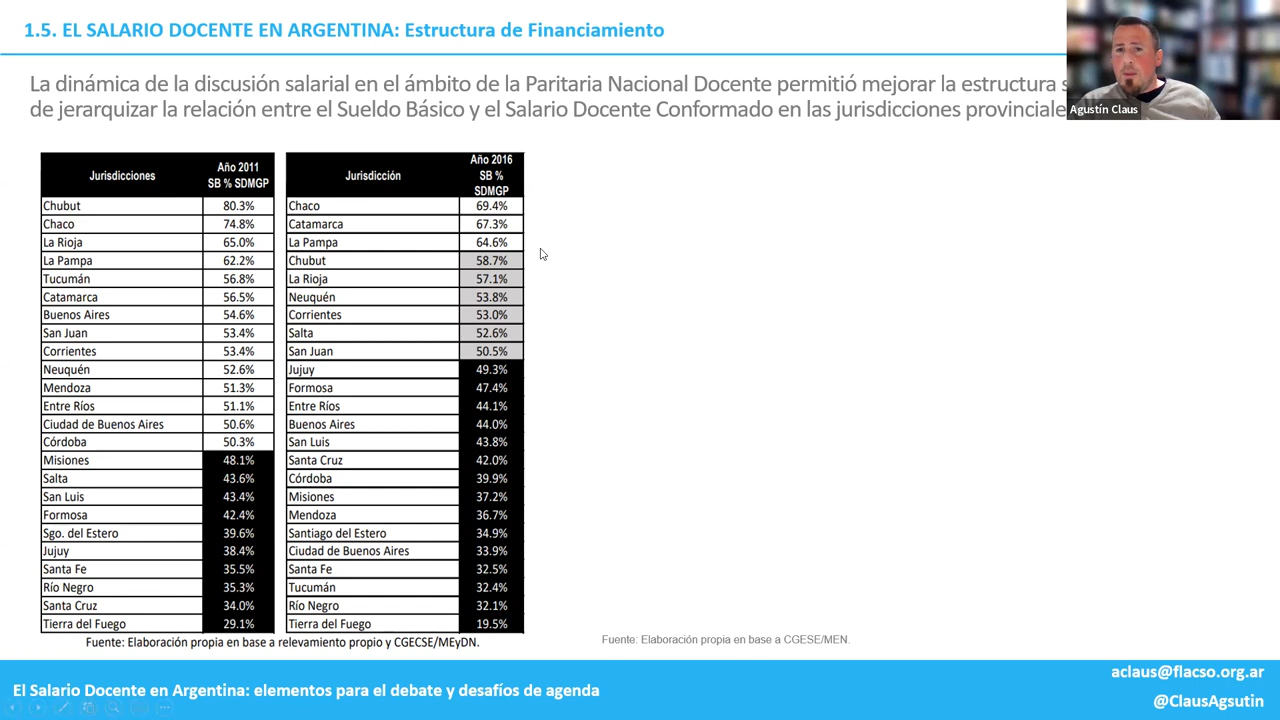 1.5. EL SALARIO DOCENTE EN ARGENTINA: Estructura de Financiamiento
La dinámica de la discusión salarial en el ámbito de la Paritaria Nacional Docente permitió mejorar la estructura
de jerarquizar la relación entre el Sueldo Básico y el Salario Docente Conformado en las jurisdicciones
Agustín Claus
Jurisdicciones Año 2011 SB % SDMGP
Chubut 80.3%
Chaco 74.8%
La Rioja 65.0%
La Pampa 62.2%
Tucumán 56.8%
Catamarca 56.5%
Buenos Aires 54.6%
San Juan 53.4%
Corrientes 53.4%
Neuquén 52.6%
Mendoza 51.3%
Entre Ríos 51.1%
Ciudad de Buenos Aires 50.6%
Córdoba 50.3%
Misiones 48.1%
Salta 43.6%
San Luis 43.4%
Formosa 42.4%
Sgo. del Estero 39.6%
Jujuy 38.4%
Santa Fe 35.5%
Río Negro 35.3%
Santa Cruz 34.0%
Tierra del Fuego 29.1%
Jurisdicción Año 2016 SB % SDMGP
Chaco 69.4%
Catamarca 67.3%
La Pampa 64.6%
Chubut 58.7%
La Rioja 57.1%
Neuquén 53.8%
Corrientes 53.0%
Salta 52.6%
San Juan 50.5%
Jujuy 49.3%
Formosa 47.4%
Entre Ríos 44.1%
Buenos Aires 44.0%
San Luis 43.8%
Santa Cruz 42.0%
Córdoba 39.9%
Misiones 37.2%
Mendoza 36.7%
Santiago del Estero 34.9%
Ciudad de Buenos Aires 33.9%
Santa Fe 32.5%
Tucumán 32.4%
Río Negro 32.1%
Tierra del Fuego 19.5%
Fuente: Elaboración propia en base a relevamiento propio y CGECSE/MEyDN.
Fuente: Elaboración propia en base a CGESE/MEN.
El Salario Docente en Argentina: elementos para el debate y desafíos de agenda
aclaus@flacso.org.ar
@ClausAgsutin